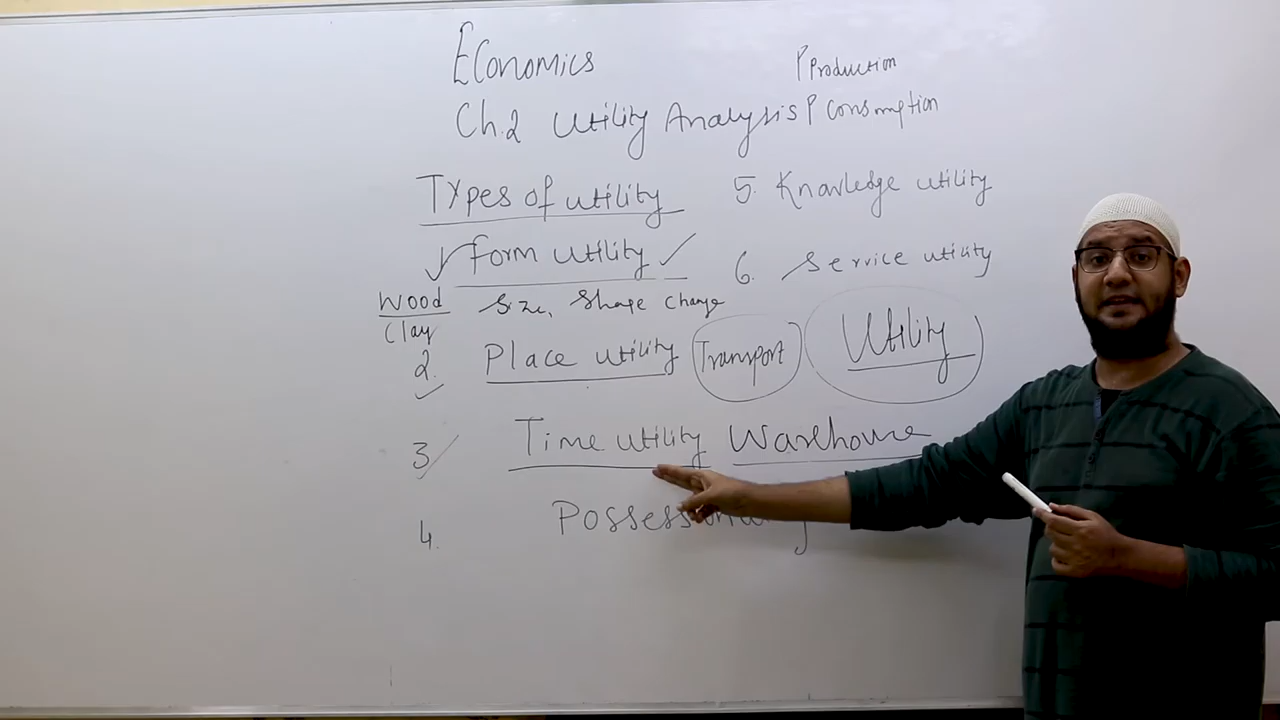 Economics
P Production
Ch.2 Utility Analysis
P Consumption
Types of utility
form utility
Wood
Size, Shape Change
Clay
2. Place utility
Transport
Utility
3 Time utility Warehouse
4.
5. Knowledge utility
6. Service utility